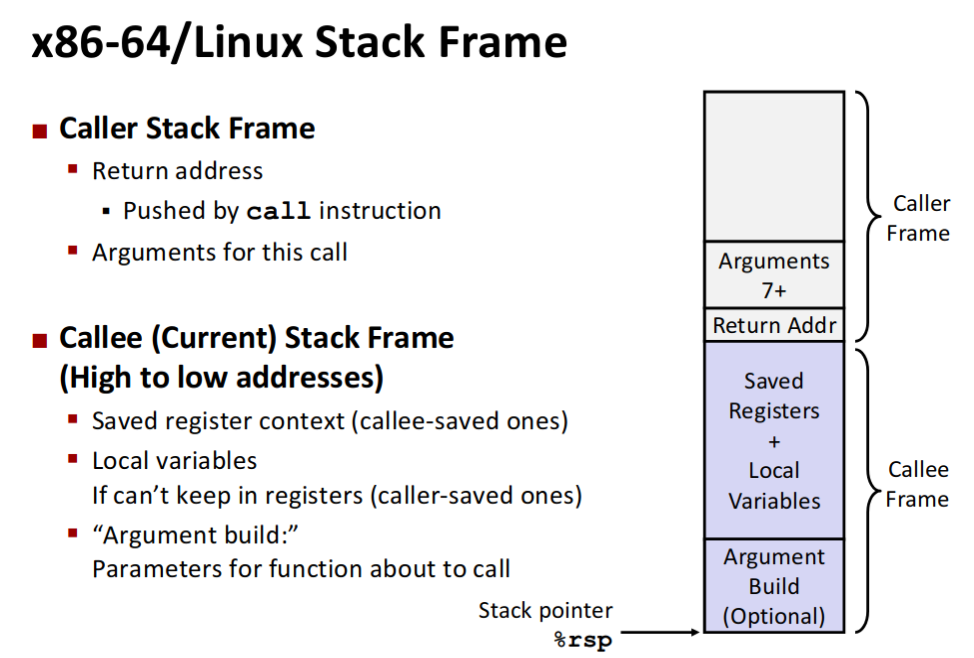 x86-64/Linux Stack Frame
Caller Stack Frame
Return address
Pushed by call instruction
Arguments for this call
Callee (Current) Stack Frame
(High to low addresses)
Saved register context (callee-saved ones)
Local variables
If can’t keep in registers (caller-saved ones)
“Argument build:”
Parameters for function about to call
Arguments
7+
Return Addr
Saved
Registers
+
Local
Variables
Argument
Build
(Optional)
Caller
Frame
Callee
Frame
Stack pointer
%rsp